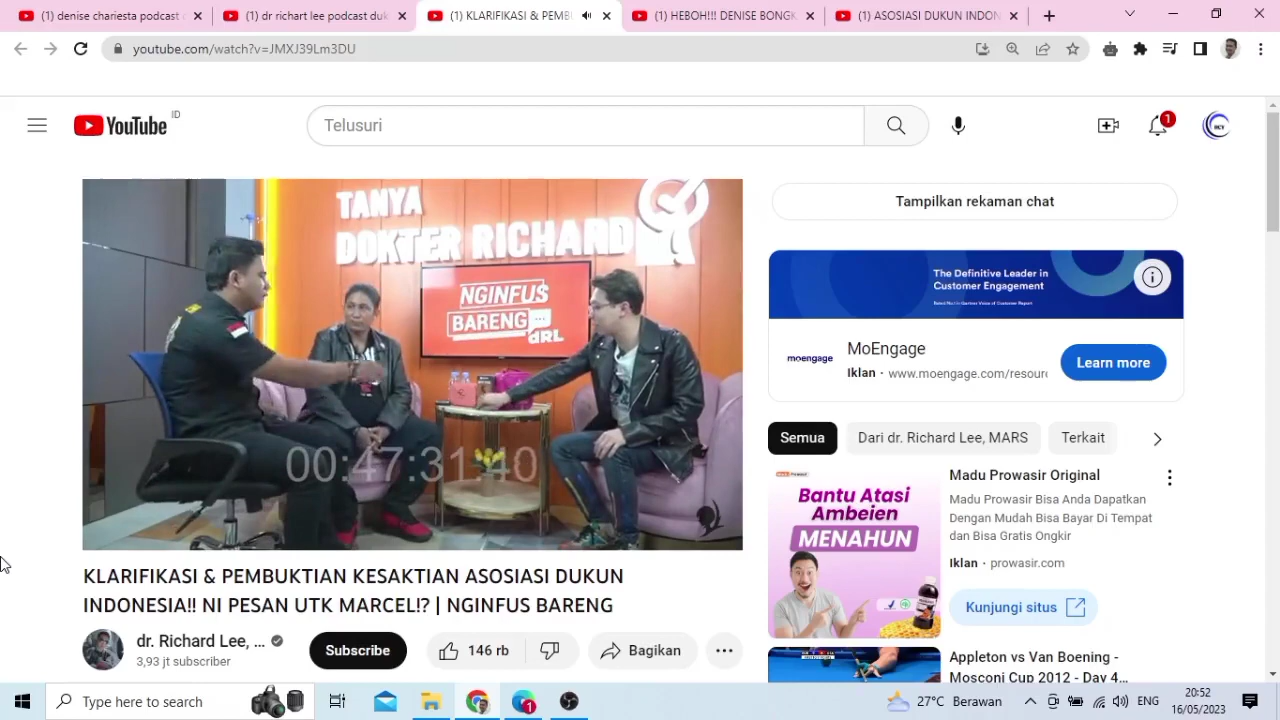 (1) denise podcast
(1) dr richart lee podcast duk
(1) KLARIFIKASI & PEMBU
(1) HEBOH!!! DENISE BONGK
(1) ASOSIASI DUKUN INDON
youtube.com/watch?v=JMXJ39Lm3DU
YouTube ID
Telusuri
1
TANYA
DOKTER RICHARD
NGINFUS
BARENG
dRL
00:47:31:40
Tampilkan rekaman chat
The Definitive Leader in
Customer Engagement
moengage
MoEngage
Iklan · www.moengage.com/resourc
Learn more
Semua
Dari dr. Richard Lee, MARS
Terkait
Bantu Atasi
Ambeien
MENAHUN
Madu Prowasir Original
Madu Prowasir Bisa Anda Dapatkan
Dengan Mudah Bisa Bayar Di Tempat
dan Bisa Gratis Ongkir
Iklan · prowasir.com
Kunjungi situs
KLARIFIKASI & PEMBUKTIAN KESAKTIAN ASOSIASI DUKUN
INDONESIA!! NI PESAN UTK MARCEL!? | NGINFUS BARENG
dr. Richard Lee, ...
3,93 jt subscriber
Subscribe
146 rb
Bagikan
Appleton vs Van Boening -
Mosconi Cup 2012 - Day 4...
Type here to search
1
27°C Berawan
ENG
20:52
16/05/2023